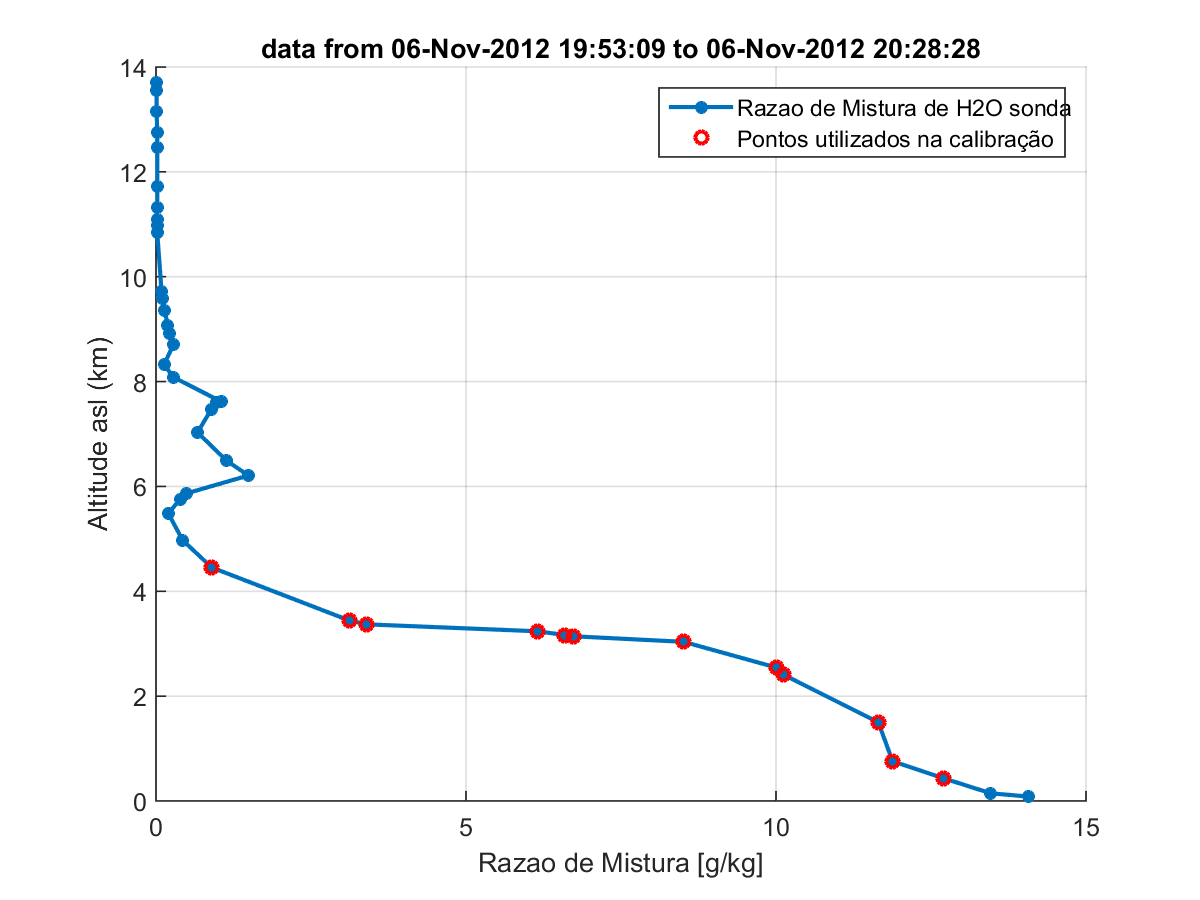 data from 06-Nov-2012 19:53:09 to 06-Nov-2012 20:28:28
Razao de Mistura de H2O sonda
Pontos utilizados na calibração
14
12
10
8
6
4
2
0
Altitude asl (km)
0 5 10 15
Razao de Mistura [g/kg]